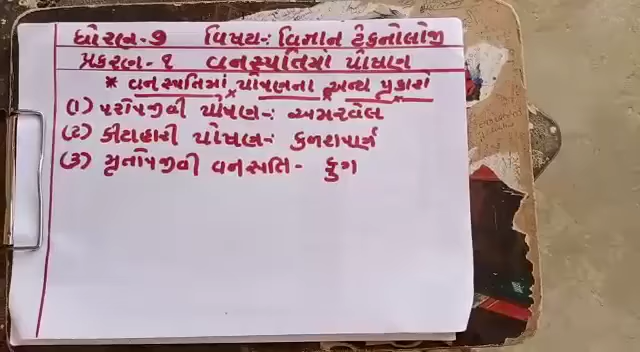 ધોરણ-૭ વિષય-: વિજ્ઞાન ટેકનોલોજી
પ્રકરણ-૧ વનસ્પતિમાં પોષણ
* વનસ્પતિમાં પોષણના અન્ય પ્રકારો
(૧) પરોપજીવી પોષણ-: અમરવેલ
(૨) કીટાહારી પોષણ-: કળશપર્ણ
(૩) મૃતોપજીવી વનસ્પતિ- ફુગ